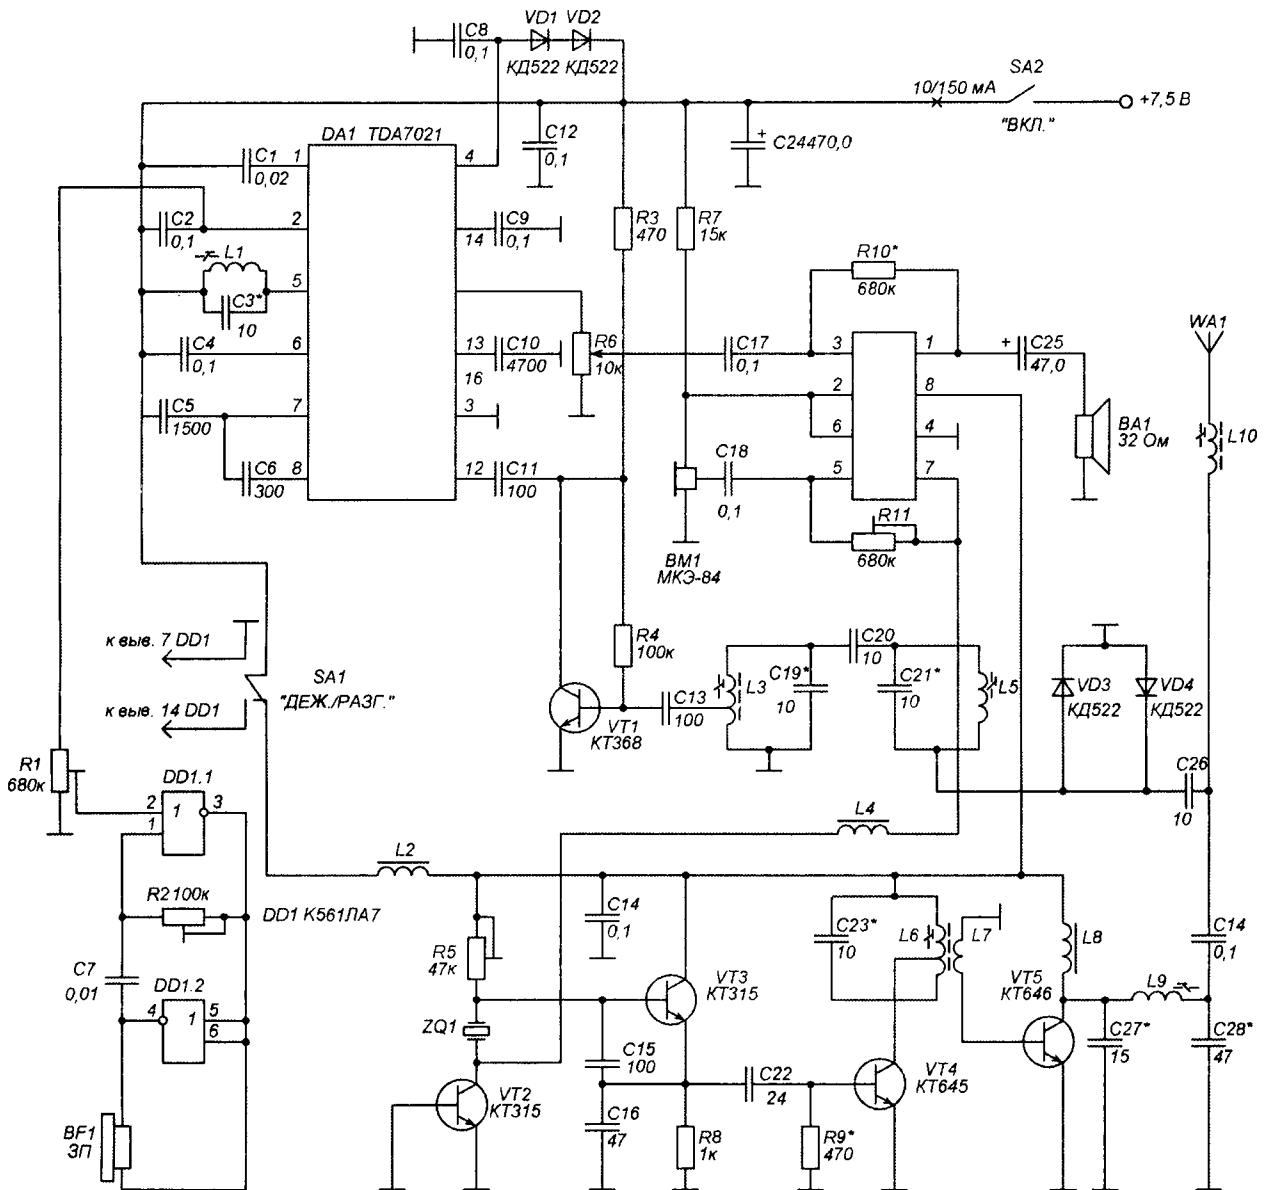 VD1 VD2
C8
0,1
КД522 КД522
SA2
10/150 мА
+7,5 В
"ВКЛ."
DA1 TDA7021
C12
0,1
+
C24470,0
C1
0,02
1
4
C2
0,1
2
14
C9
0,1
R3
470
R7
15к
L1
C3*
10
5
R10*
680к
C4
0,1
6
13
C10
4700
16
R6
10к
C17
0,1
3
1
+
C25
47,0
WA1
C5
1500
7
3
2
8
6
4
BA1
32 Ом
L10
C6
300
8
12
C11
100
C18
0,1
5
7
R11
680к
BM1
МКЭ-84
к выв. 7 DD1
SA1
"ДЕЖ./РАЗГ."
к выв. 14 DD1
R4
100к
C20
10
L3
C19*
10
C21*
10
L5
VD3
КД522
VD4
КД522
C13
100
VT1
КТ368
R1
680к
DD1.1
2
1
1
3
C26
10
L4
L2
R2100к
DD1 К561ЛА7
C14
0,1
C23*
10
L6
L7
L8
C14
0,1
R5
47к
C7
0,01
DD1.2
4
1
5
6
VT3
КТ315
VT5
КТ646
L9
ZQ1
C15
100
C27*
15
C28*
47
VT2
КТ315
C22
24
VT4
КТ645
C16
47
R8
1к
R9*
470
BF1
ЗП